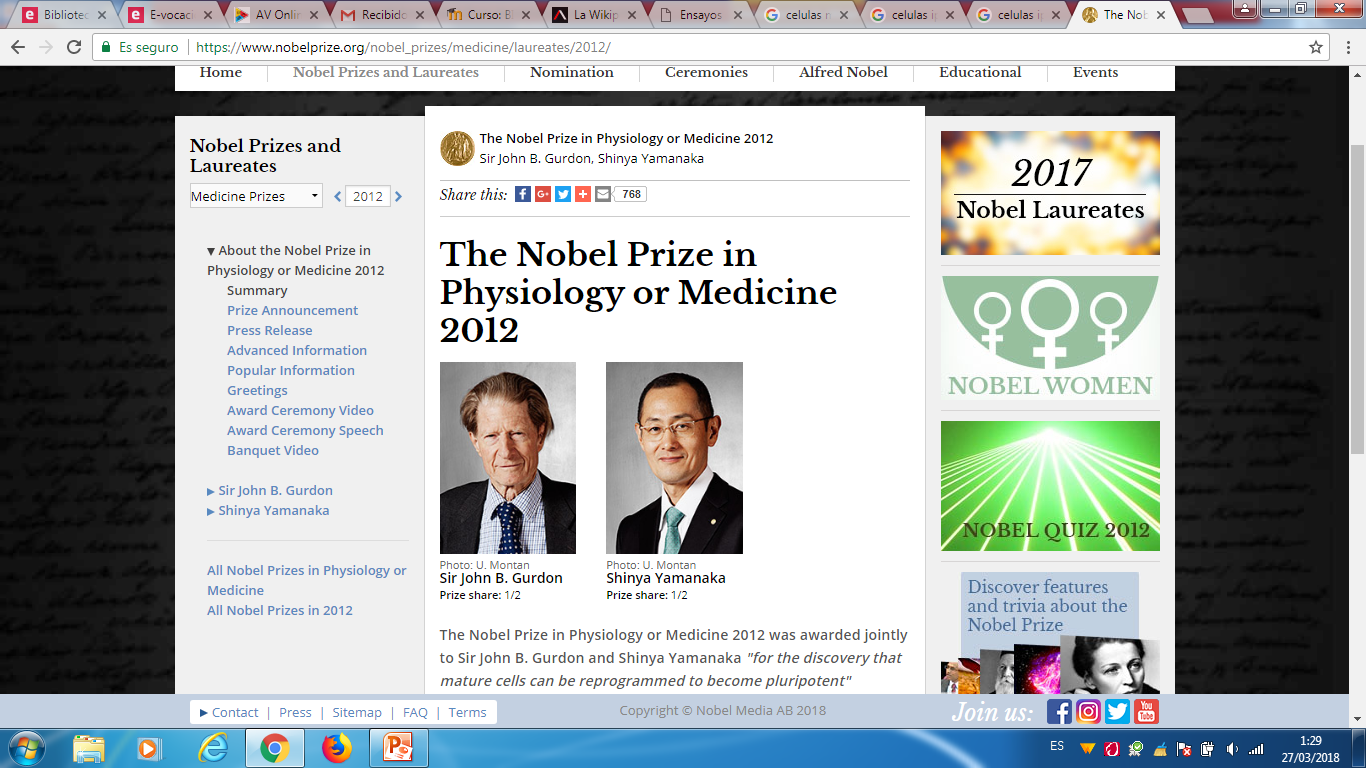 Bibliotec
E-vocaci
AV Onlin
Recibido
Curso: Bl
La Wikip
Ensayos
celulas m
celulas ip
celulas ip
The Nob
Es seguro
https://www.nobelprize.org/nobel_prizes/medicine/laureates/2012/
Home
Nobel Prizes and Laureates
Nomination
Ceremonies
Alfred Nobel
Educational
Events
Nobel Prizes and
Laureates
Medicine Prizes
2012
▼ About the Nobel Prize in
Physiology or Medicine 2012
Summary
Prize Announcement
Press Release
Advanced Information
Popular Information
Greetings
Award Ceremony Video
Award Ceremony Speech
Banquet Video
▶ Sir John B. Gurdon
▶ Shinya Yamanaka
All Nobel Prizes in Physiology or
Medicine
All Nobel Prizes in 2012
The Nobel Prize in Physiology or Medicine 2012
Sir John B. Gurdon, Shinya Yamanaka
Share this:
768
The Nobel Prize in
Physiology or Medicine
2012
Photo: U. Montan
Sir John B. Gurdon
Prize share: 1/2
Photo: U. Montan
Shinya Yamanaka
Prize share: 1/2
The Nobel Prize in Physiology or Medicine 2012 was awarded jointly
to Sir John B. Gurdon and Shinya Yamanaka "for the discovery that
mature cells can be reprogrammed to become pluripotent"
2017
Nobel Laureates
NOBEL WOMEN
NOBEL QUIZ 2012
Discover features
and trivia about the
Nobel Prize
▶ Contact | Press | Sitemap | FAQ | Terms
Copyright © Nobel Media AB 2018
Join us:
You
Tube
ES
1:29
27/03/2018